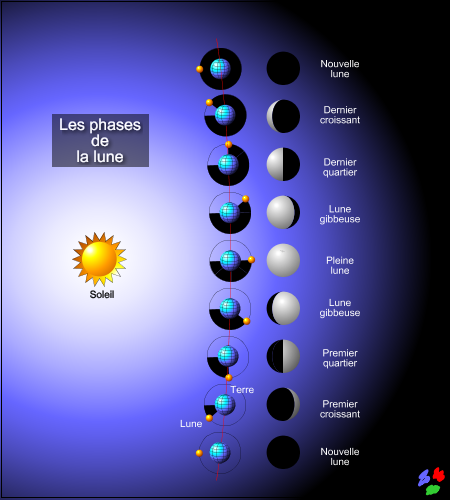 Nouvelle
lune
Dernier
croissant
Les phases
de
la lune
Dernier
quartier
Lune
gibbeuse
Pleine
lune
Soleil
Lune
gibbeuse
Premier
quartier
Terre
Premier
croissant
Lune
Nouvelle
lune